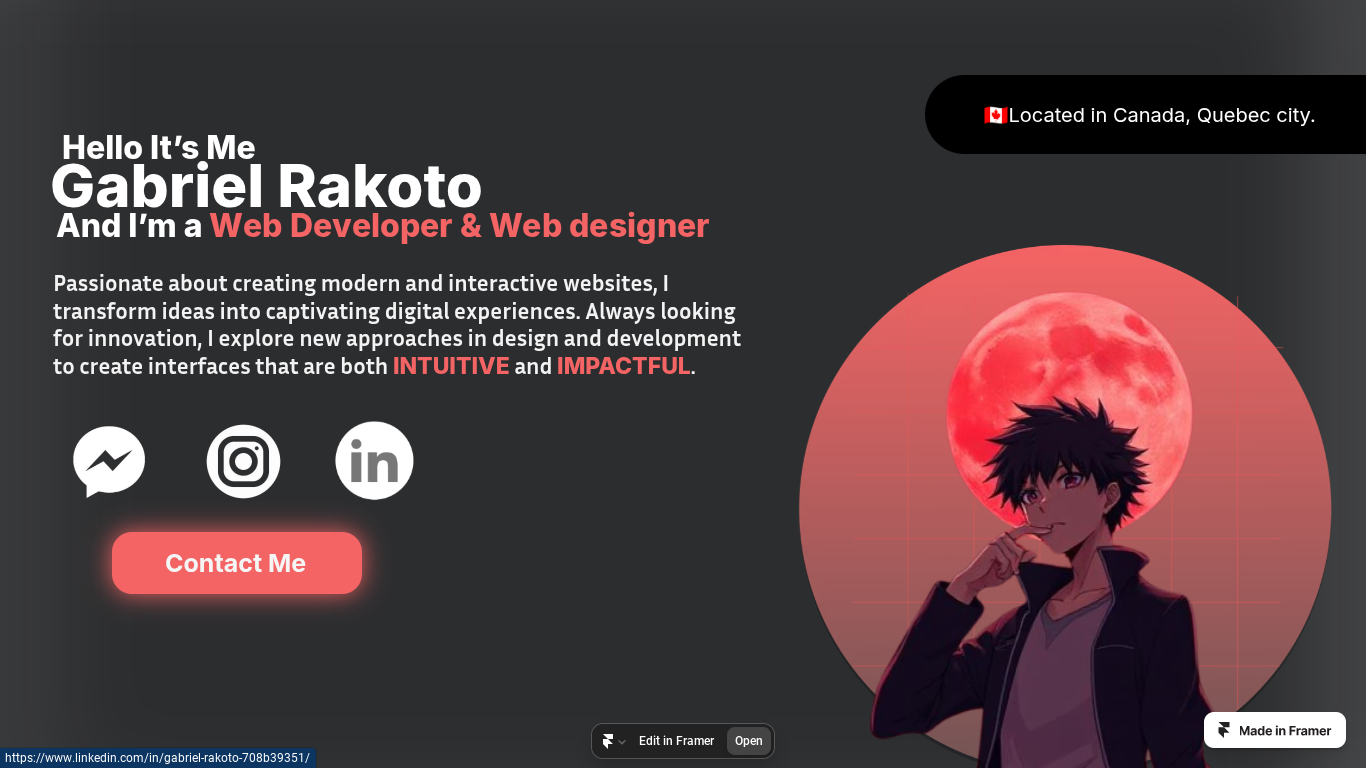 🇨🇦Located in Canada, Quebec city.
Hello It’s Me
Gabriel Rakoto
And I’m a Web Developer & Web designer
Passionate about creating modern and interactive websites, I
transform ideas into captivating digital experiences. Always looking
for innovation, I explore new approaches in design and development
to create interfaces that are both INTUITIVE and IMPACTFUL.
in
Contact Me
Edit in Framer Open
Made in Framer
https://www.linkedin.com/in/gabriel-rakoto-708b39351/